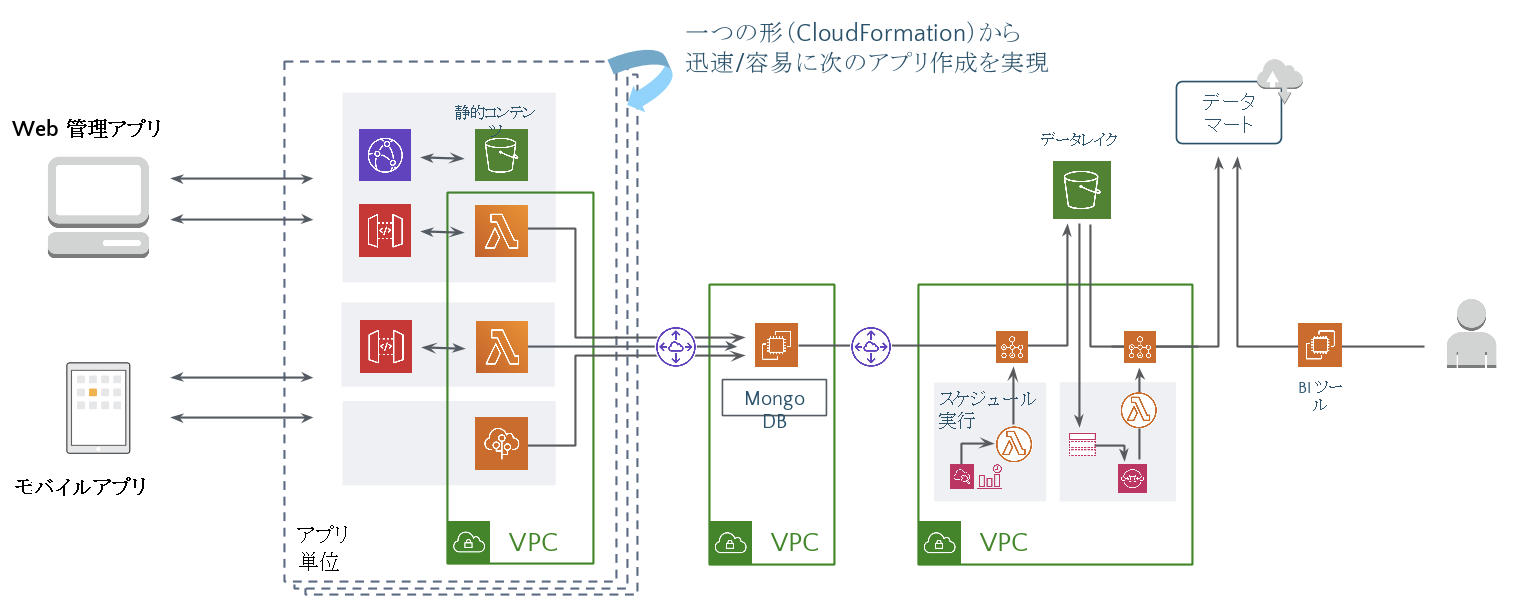 一つの形（CloudFormation）から
迅速/容易に次のアプリ作成を実現
Web 管理アプリ
静的コンテン
ツ
データ
マート
データレイク
Mongo
DB
スケジュール
実行
BI ツー
ル
モバイルアプリ
アプリ
単位
VPC
VPC
VPC